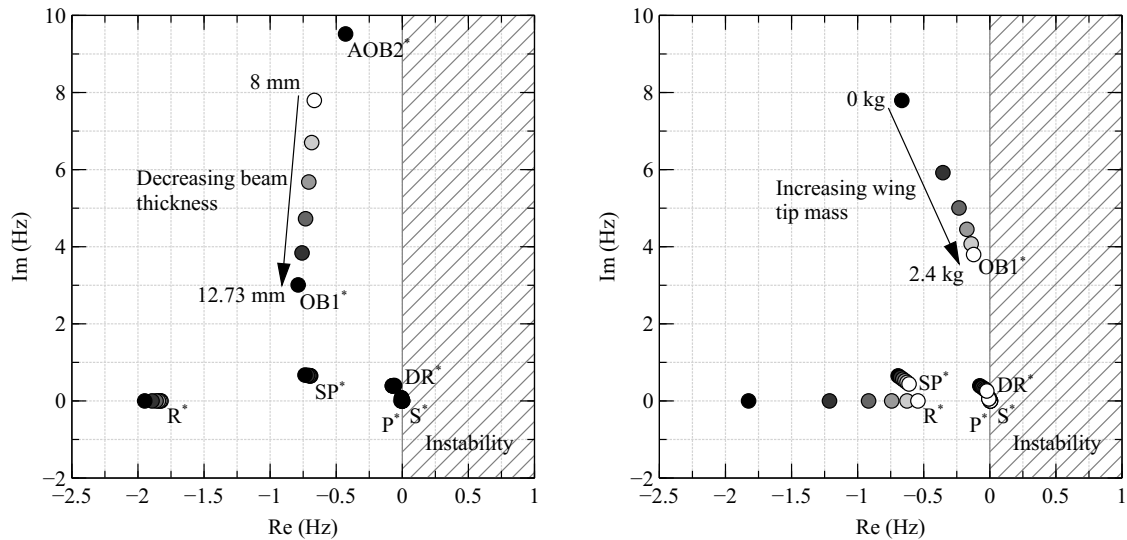 10
8
6
4
2
0
−2
−2.5
−2
−1.5
−1
−0.5
0
0.5
1
Im (Hz)
Re (Hz)
AOB2*
8 mm
Decreasing beam
thickness
12.73 mm
OB1*
SP*
DR*
R*
P*
S*
Instability
10
8
6
4
2
0
−2
−2.5
−2
−1.5
−1
−0.5
0
0.5
1
Im (Hz)
Re (Hz)
0 kg
Increasing wing
tip mass
2.4 kg
OB1*
SP*
DR*
R*
P*
S*
Instability